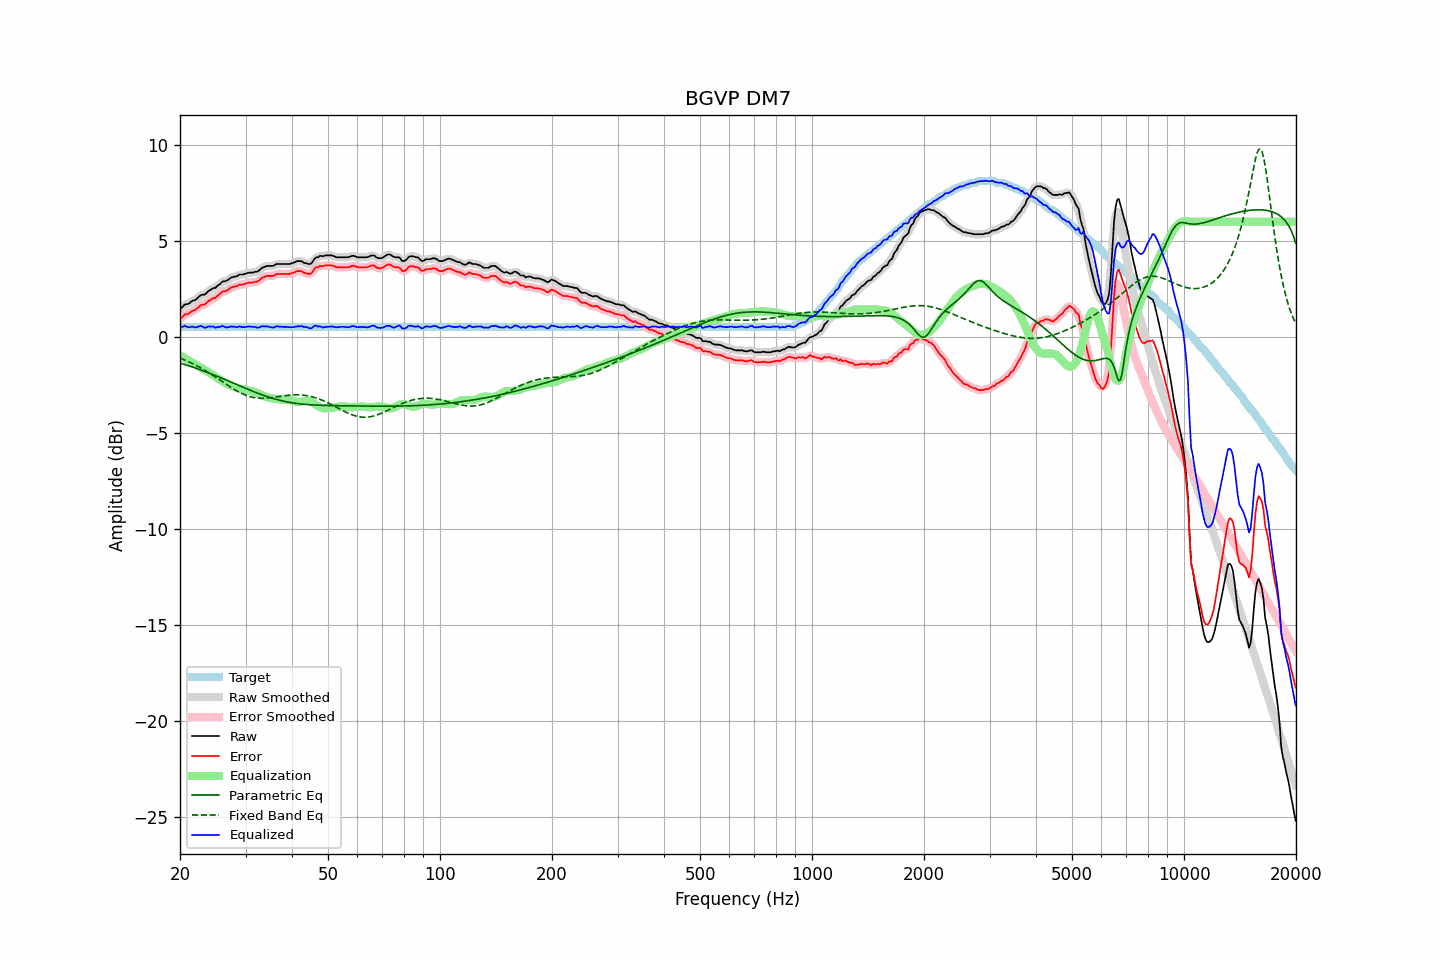 BGVP DM7
Amplitude (dBr)
10
5
0
−5
−10
−15
−20
−25
Target
Raw Smoothed
Error Smoothed
Raw
Error
Equalization
Parametric Eq
Fixed Band Eq
Equalized
20 50 100 200 500 1000 2000 5000 10000 20000
Frequency (Hz)